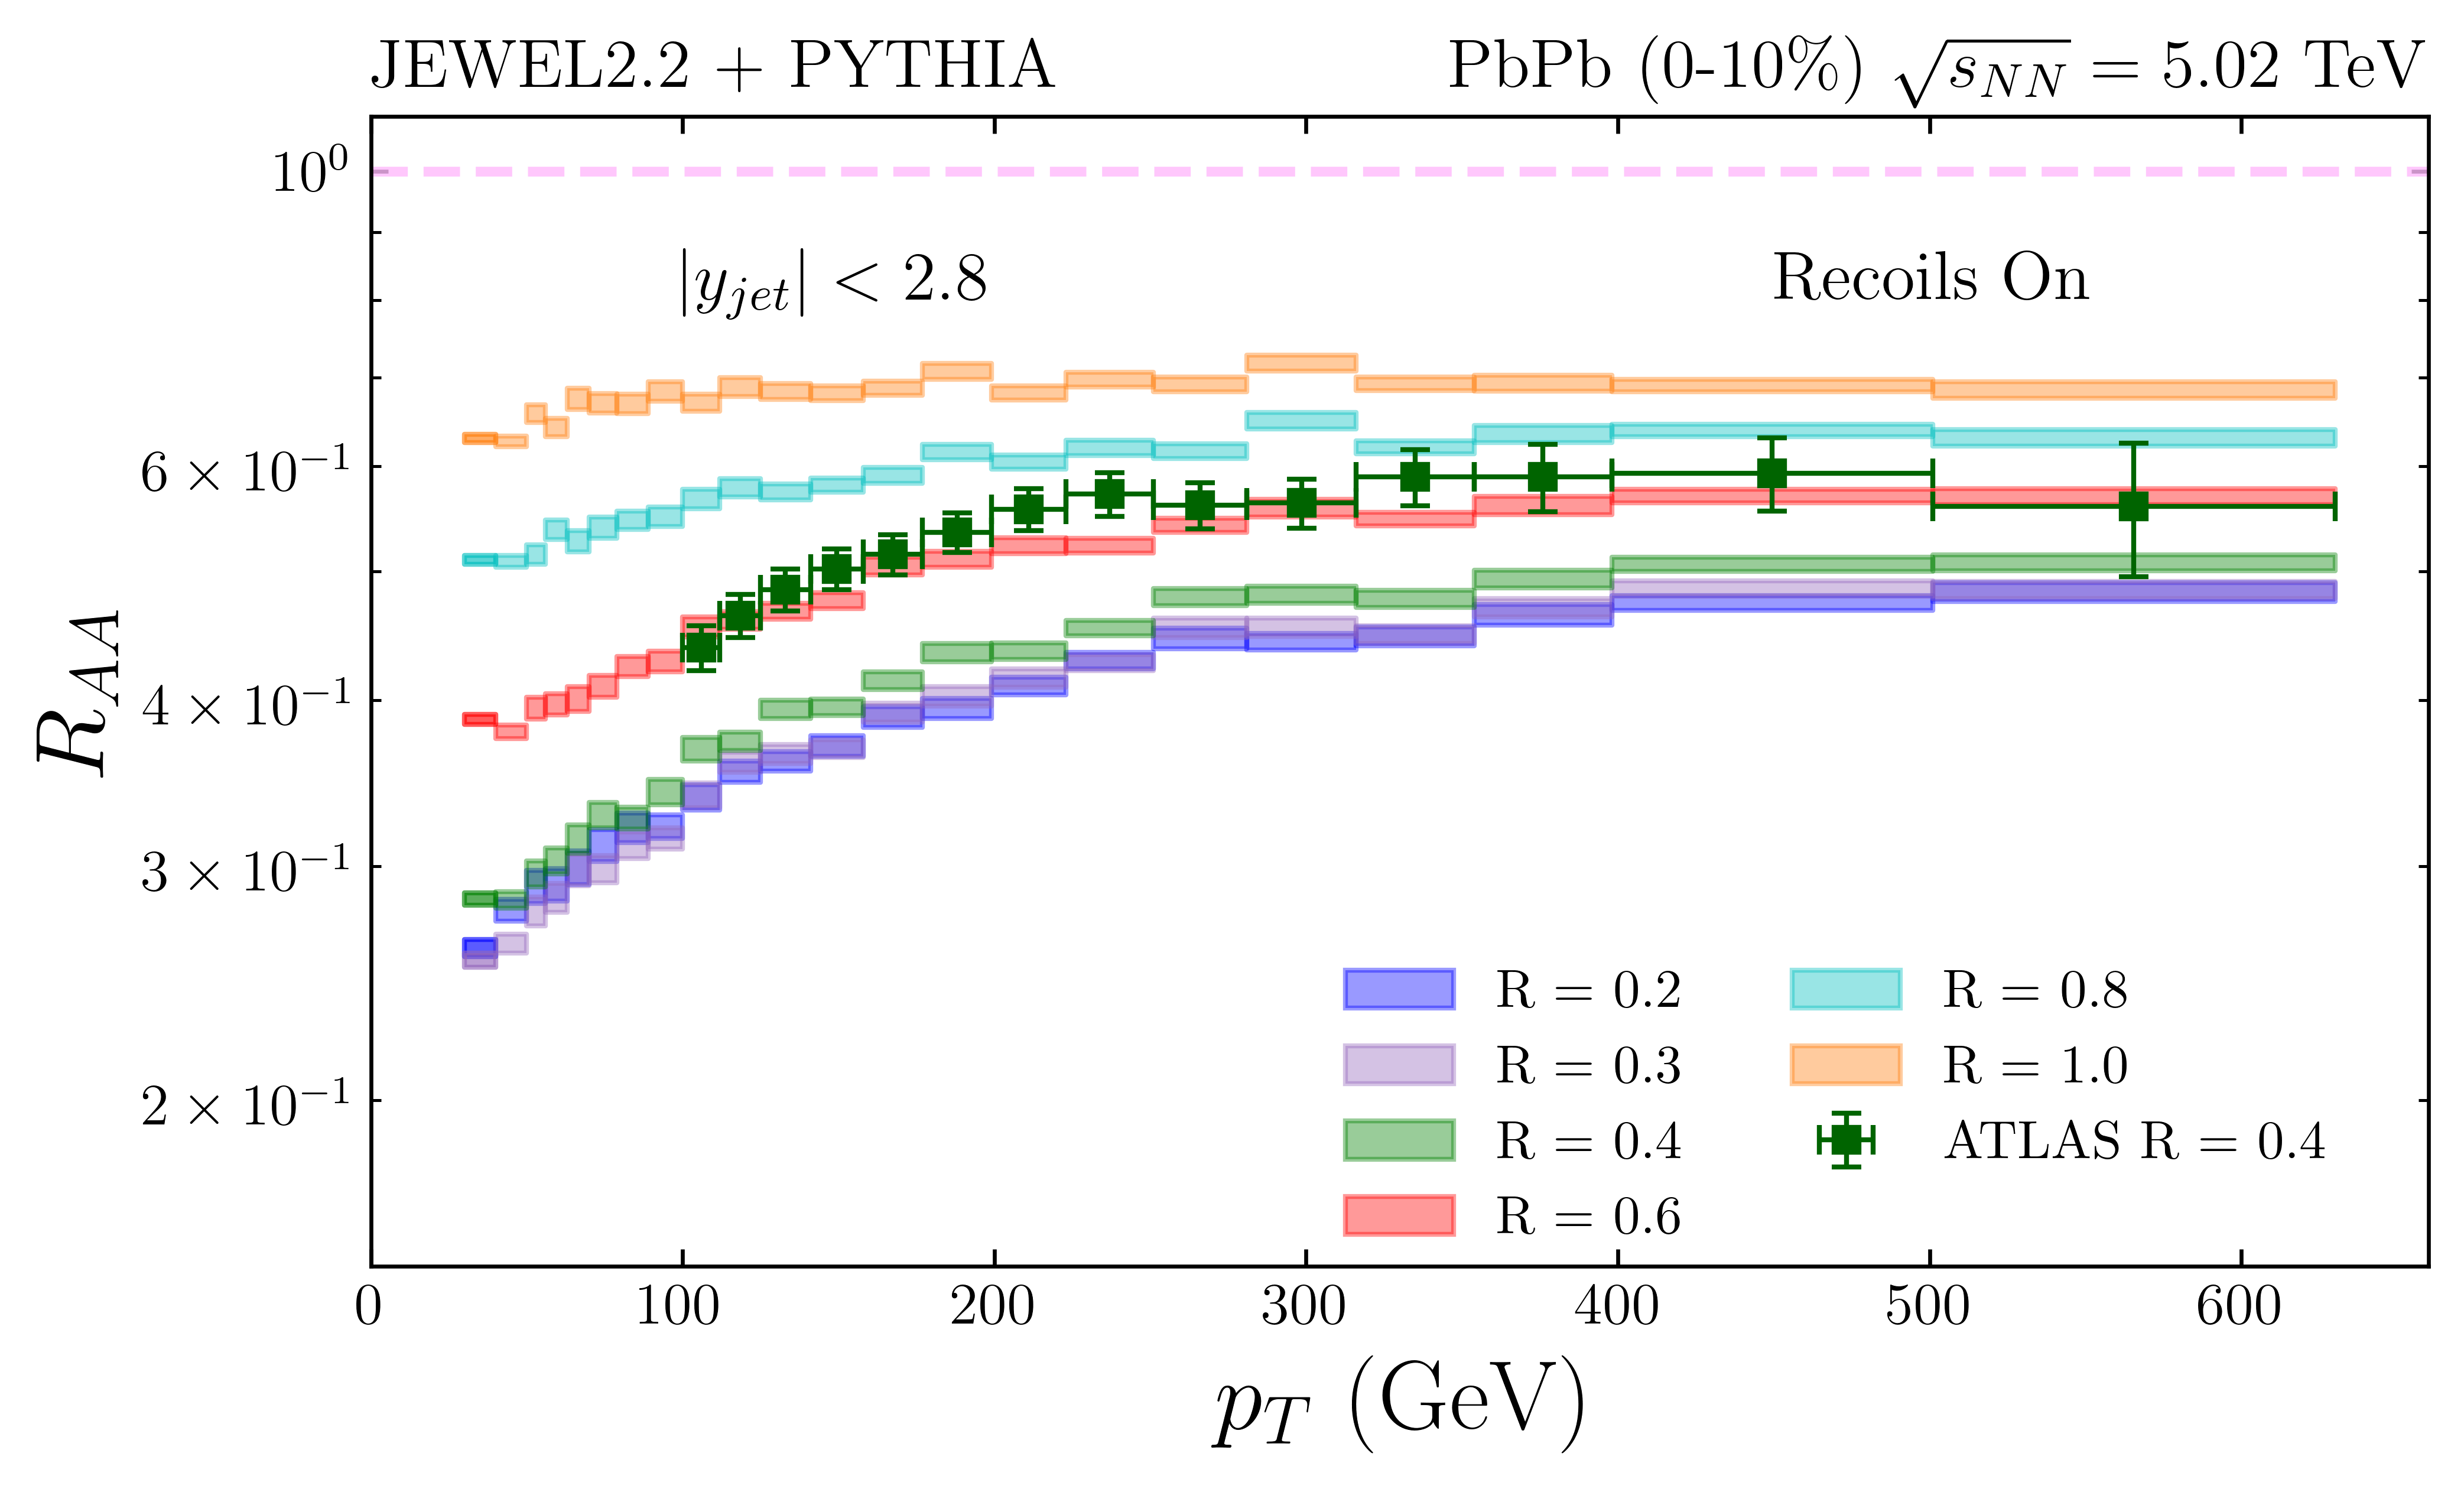 JEWEL2.2 + PYTHIA
PbPb (0-10%) √s_NN = 5.02 TeV
10⁰
|y_jet| < 2.8
Recoils On
6 × 10⁻¹
R_AA
4 × 10⁻¹
3 × 10⁻¹
2 × 10⁻¹
R = 0.2
R = 0.3
R = 0.4
R = 0.6
R = 0.8
R = 1.0
ATLAS R = 0.4
0 100 200 300 400 500 600
p_T (GeV)